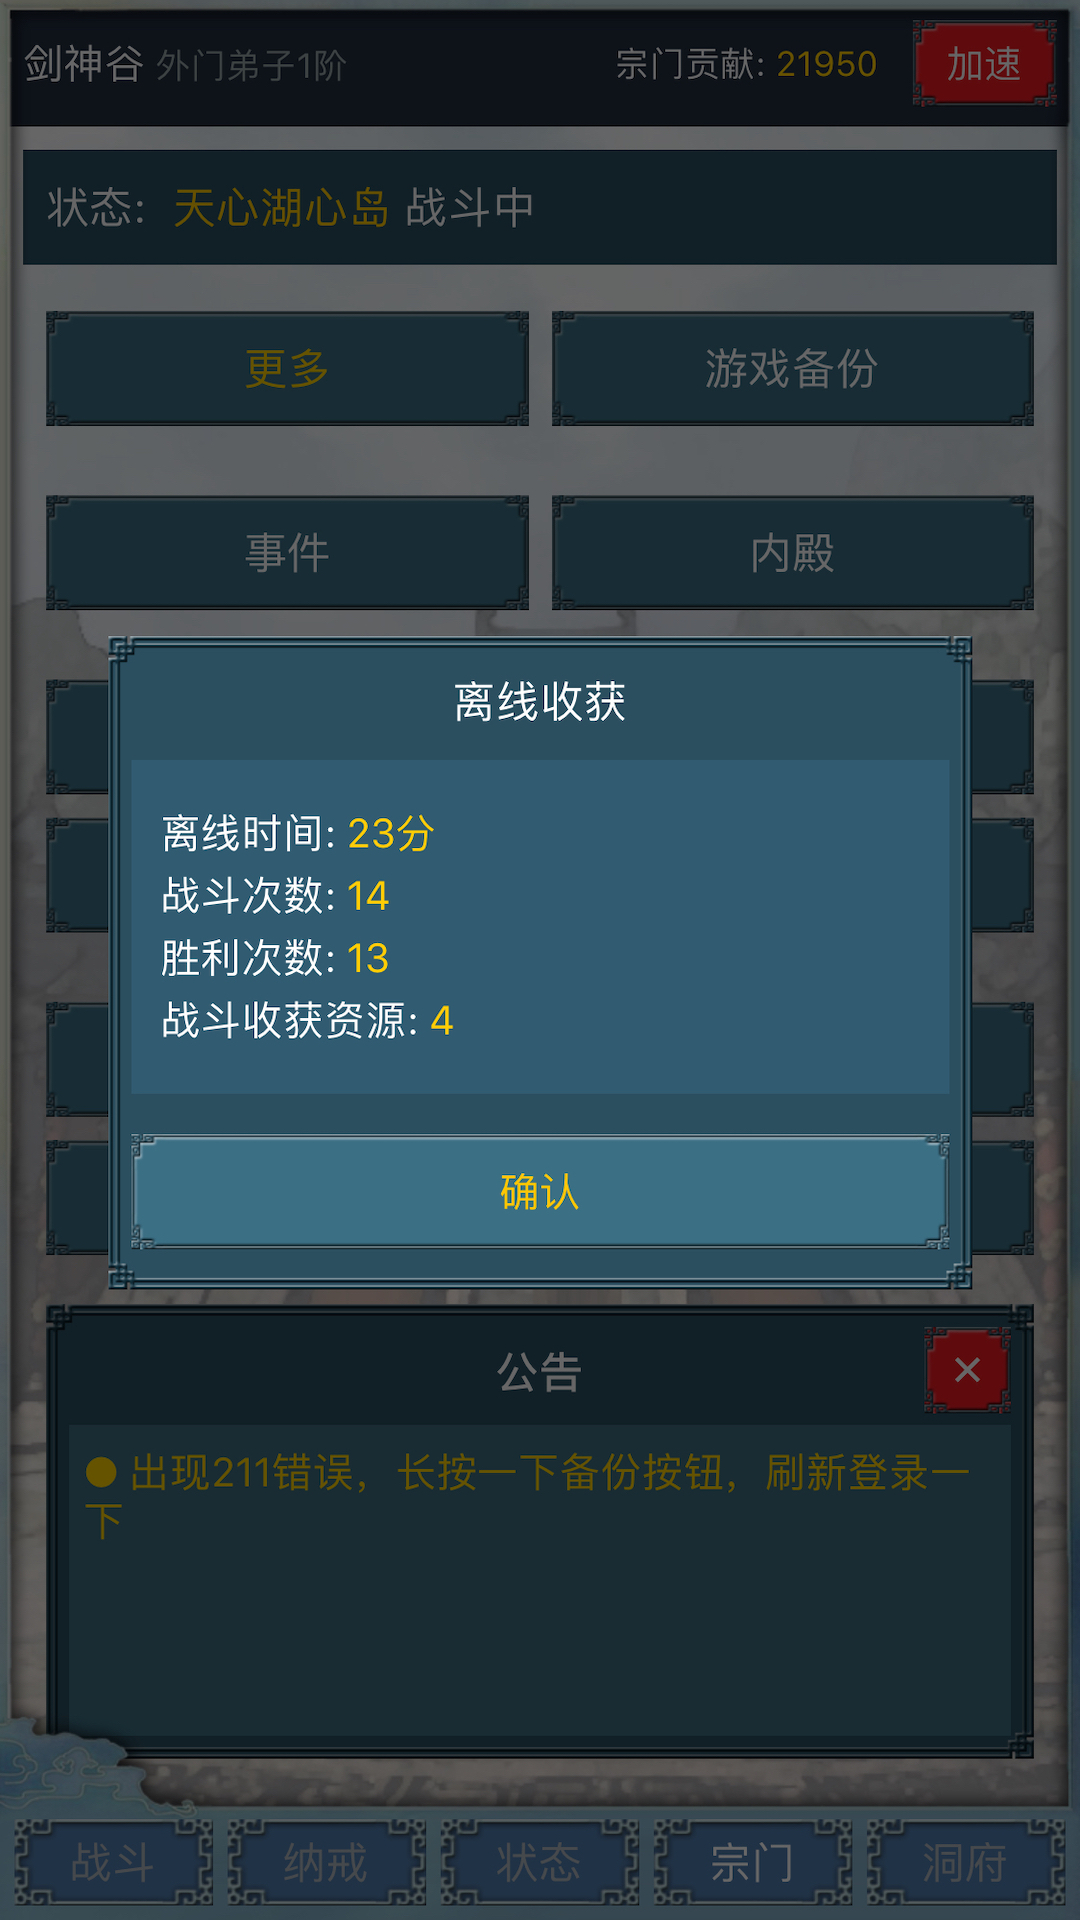 剑神谷 外门弟子1阶 宗门贡献: 21950 加速
状态: 天心湖心岛 战斗中
更多 游戏备份
事件 内殿
离线收获
离线时间: 23分
战斗次数: 14
胜利次数: 13
战斗收获资源: 4
确认
公告
● 出现211错误，长按一下备份按钮，刷新登录一
下
战斗 纳戒 状态 宗门 洞府